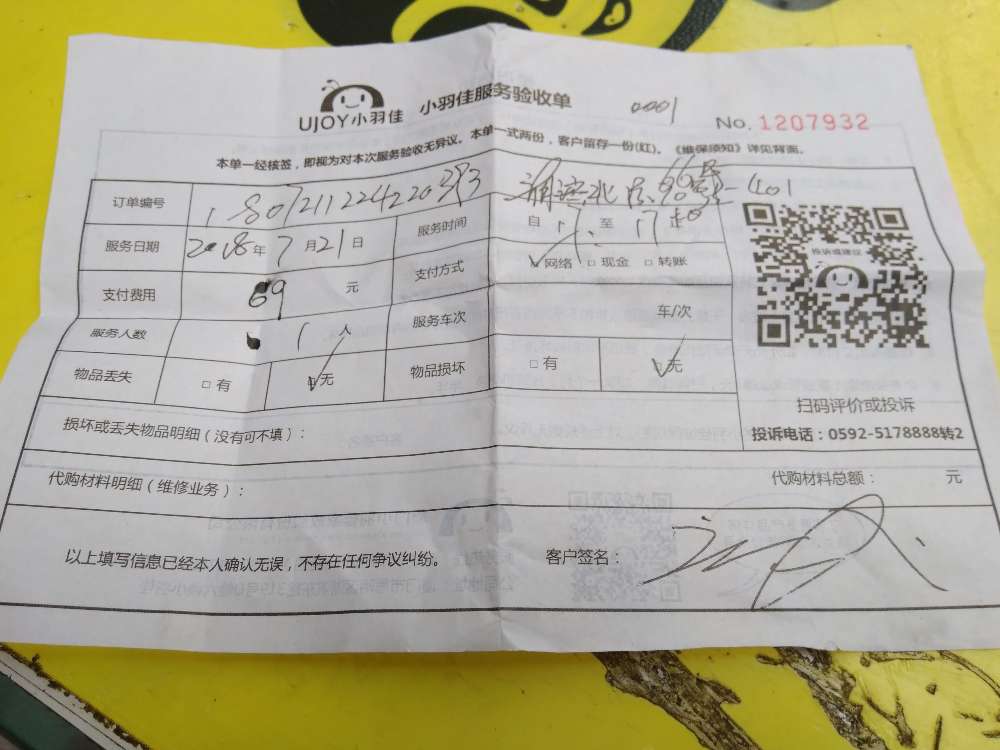 UJOY小羽佳 小羽佳服务验收单 0001
No. 1207932
本单一经核签，即视为对本次服务验收无异议。本单一式两份，客户留存一份(红)。《维保须知》详见背面。
订单编号
服务日期 2018年 7月21日 服务时间 自 至 17
支付费用 69 元 支付方式 网络 □ 现金 □ 转账
服务人数 1 人 服务车次 车/次
物品丢失 □ 有 无 物品损坏 □ 有 无
投诉或建议
扫码评价或投诉
投诉电话：0592-5178888转2
损坏或丢失物品明细（没有可不填）：
代购材料明细（维修业务）： 代购材料总额： 元
以上填写信息已经本人确认无误，不存在任何争议纠纷。 客户签名：